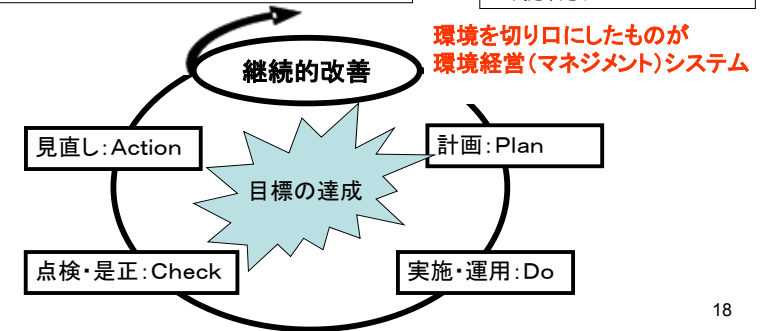 環境を切り口にしたものが
環境経営(マネジメント)システム
継続的改善
見直し:Action
計画:Plan
目標の達成
点検・是正:Check
実施・運用:Do
18